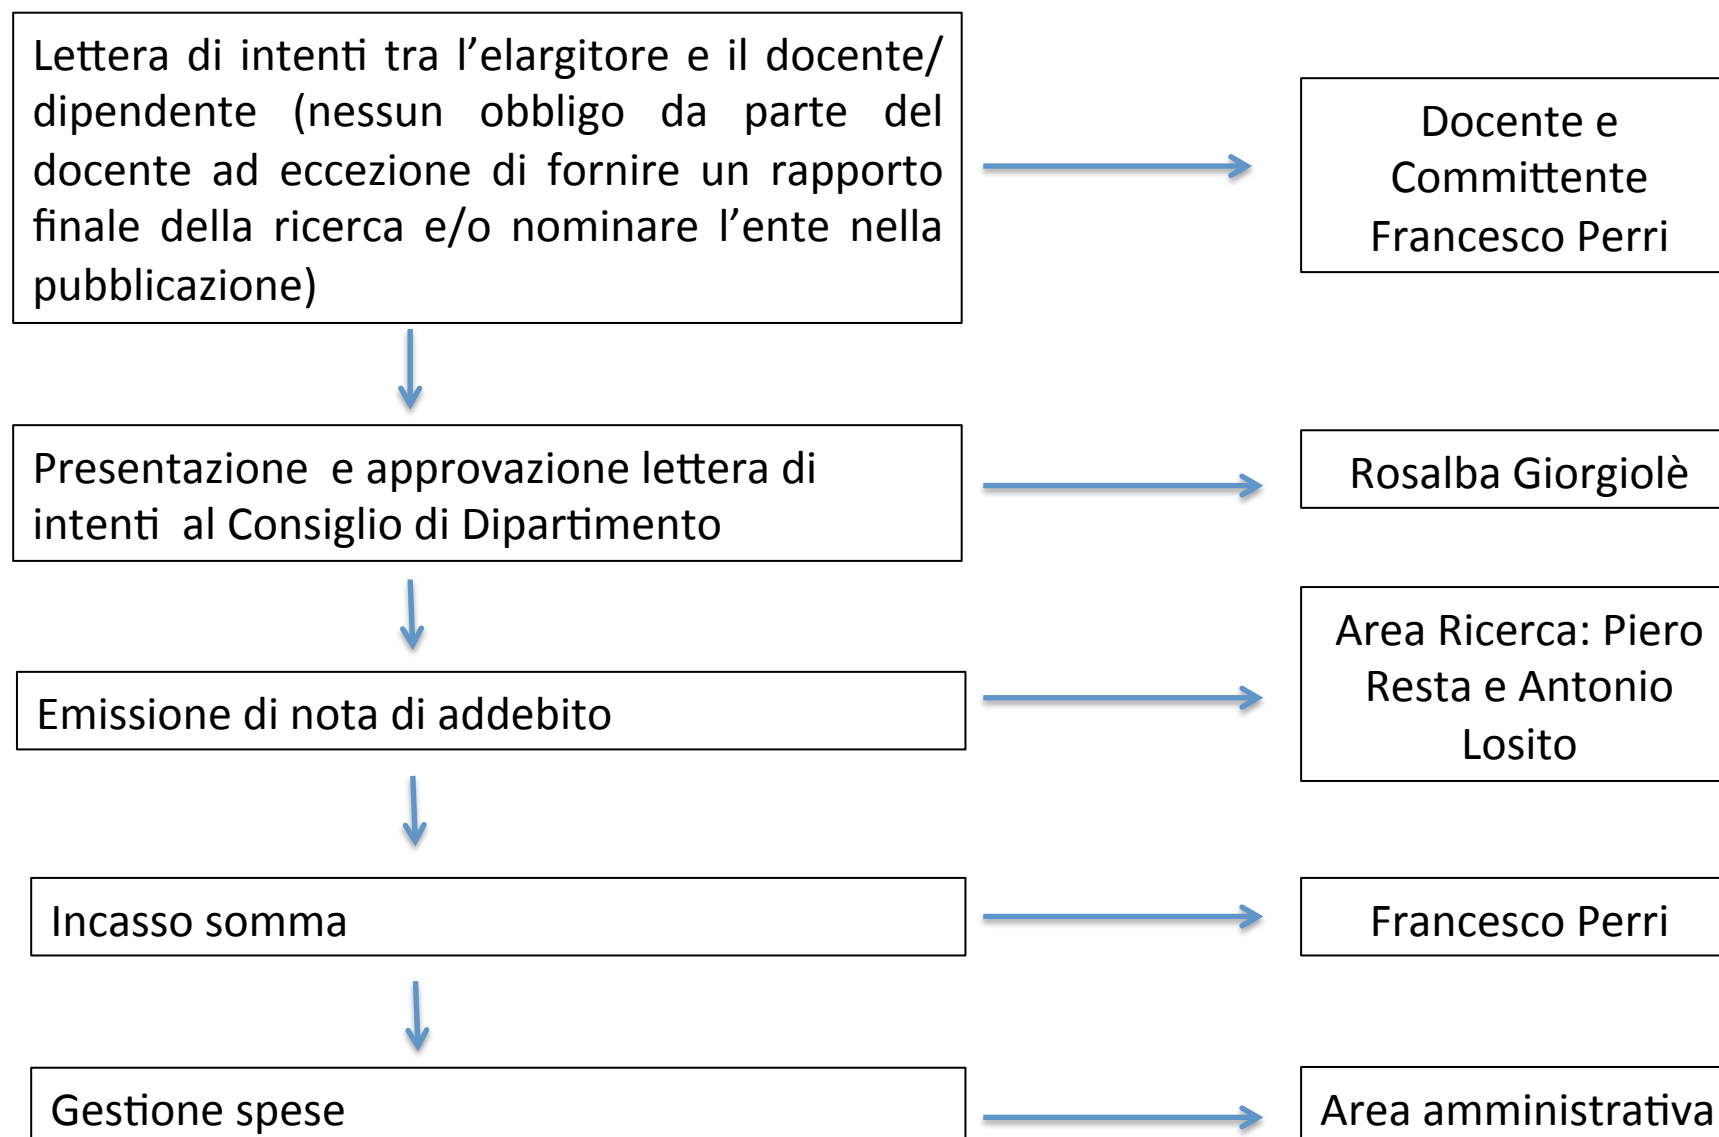 Lettera di intenti tra l’elargitore e il docente/
dipendente (nessun obbligo da parte del
docente ad eccezione di fornire un rapporto
finale della ricerca e/o nominare l’ente nella
pubblicazione)
Docente e
Committente
Francesco Perri
Presentazione e approvazione lettera di
intenti al Consiglio di Dipartimento
Rosalba Giorgiolè
Emissione di nota di addebito
Area Ricerca: Piero
Resta e Antonio
Losito
Incasso somma
Francesco Perri
Gestione spese
Area amministrativa